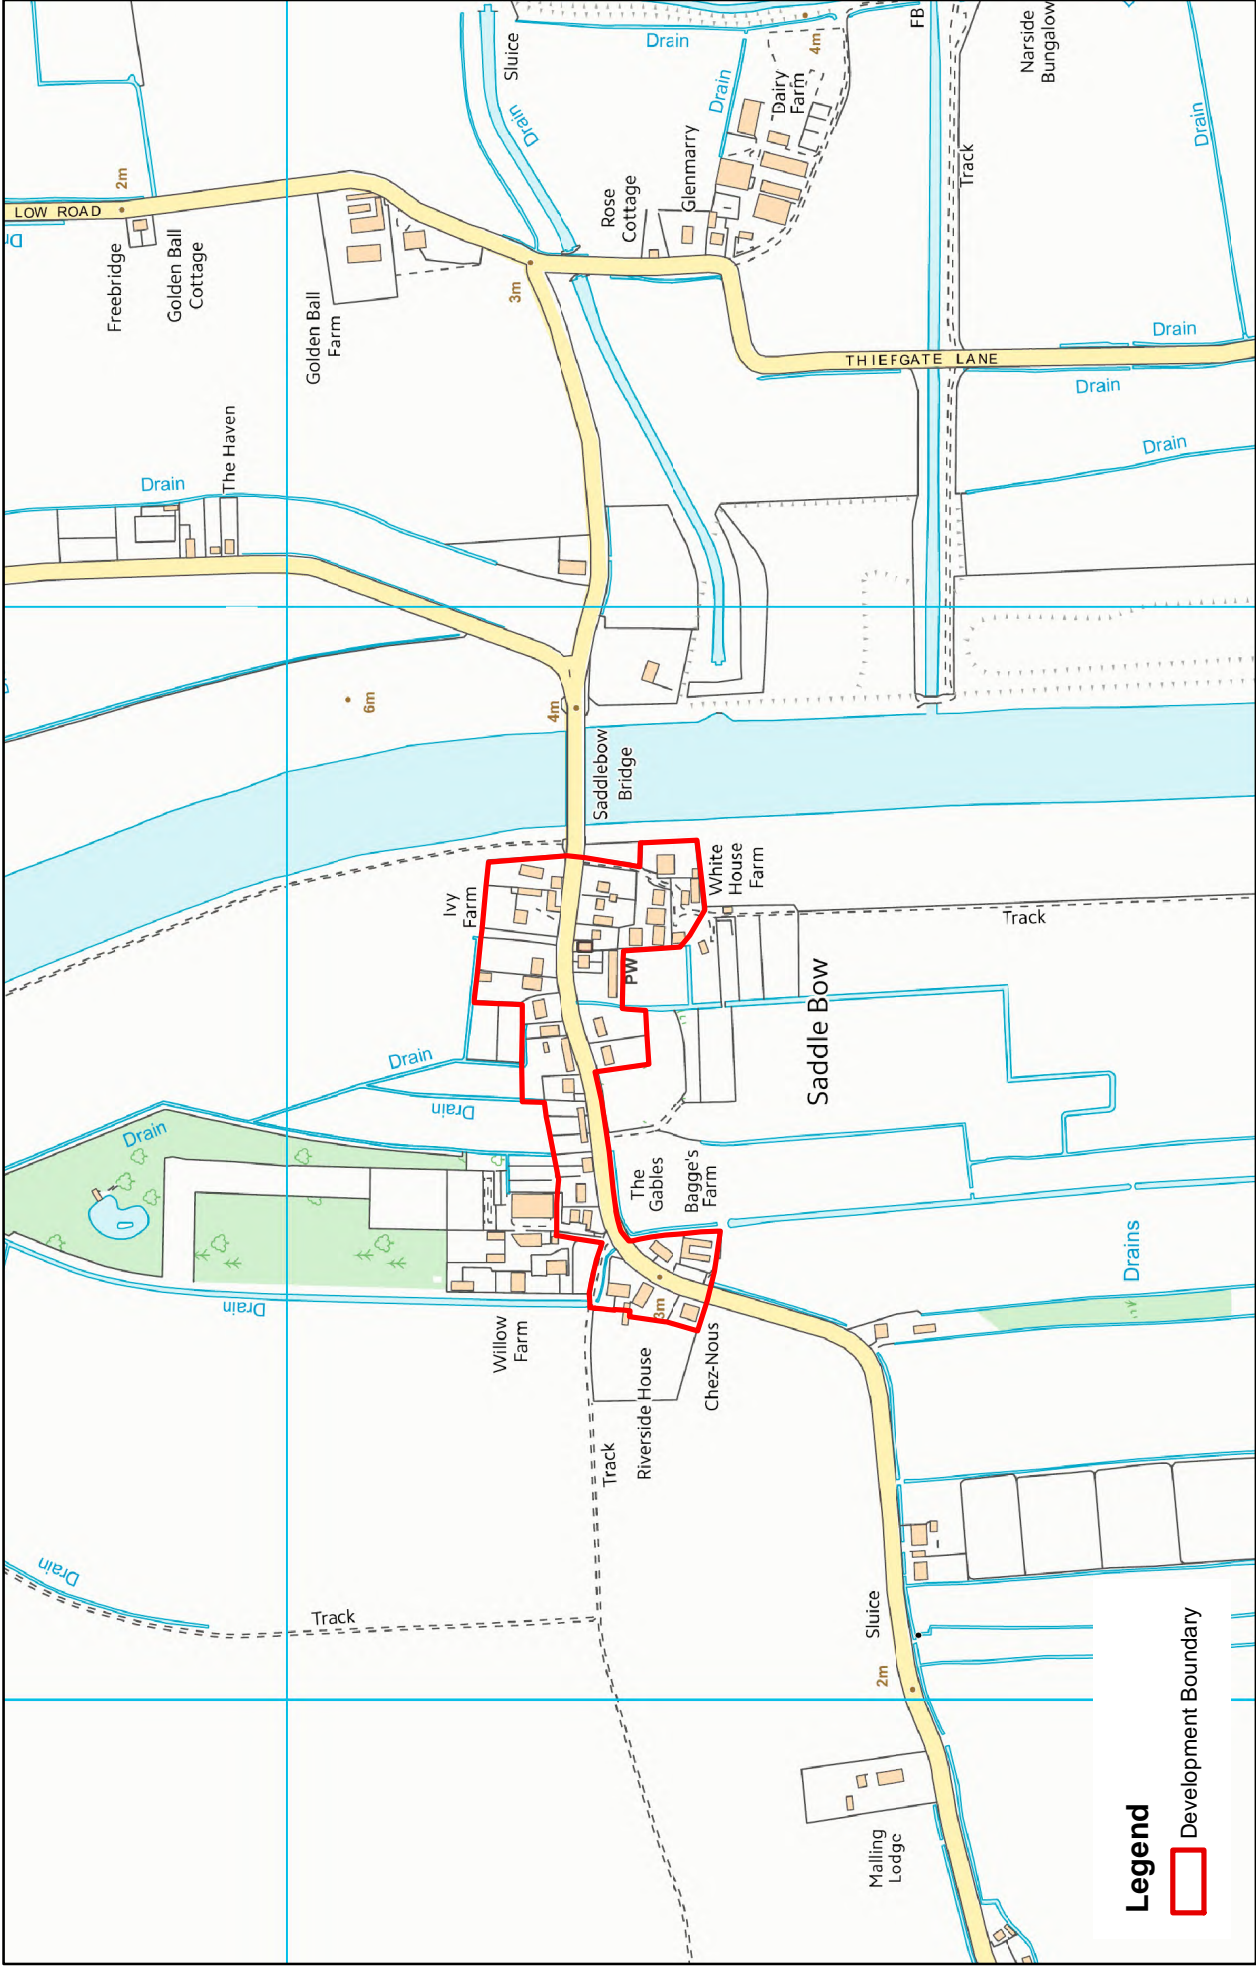 LOW ROAD
2m
Freebridge
Golden Ball
Cottage
Golden Ball
Farm
Sluice
Drain
3m
Rose
Cottage
Glenmarry
Drain
Drain
Dairy
Farm
4m
FB
Narside
Bungalow
Track
Drain
THIEFGATE LANE
Drain
Drain
Drain
Drain
The Haven
6m
4m
Saddlebow
Bridge
Ivy
Farm
White
House
Farm
PW
Track
Saddle Bow
Drain
Drain
Drain
Drain
The
Gables
Bagge's
Farm
Drains
Willow
Farm
3m
Riverside House
Chez-Nous
Track
Drain
Track
Sluice
2m
Malling
Lodge
Legend
Development Boundary